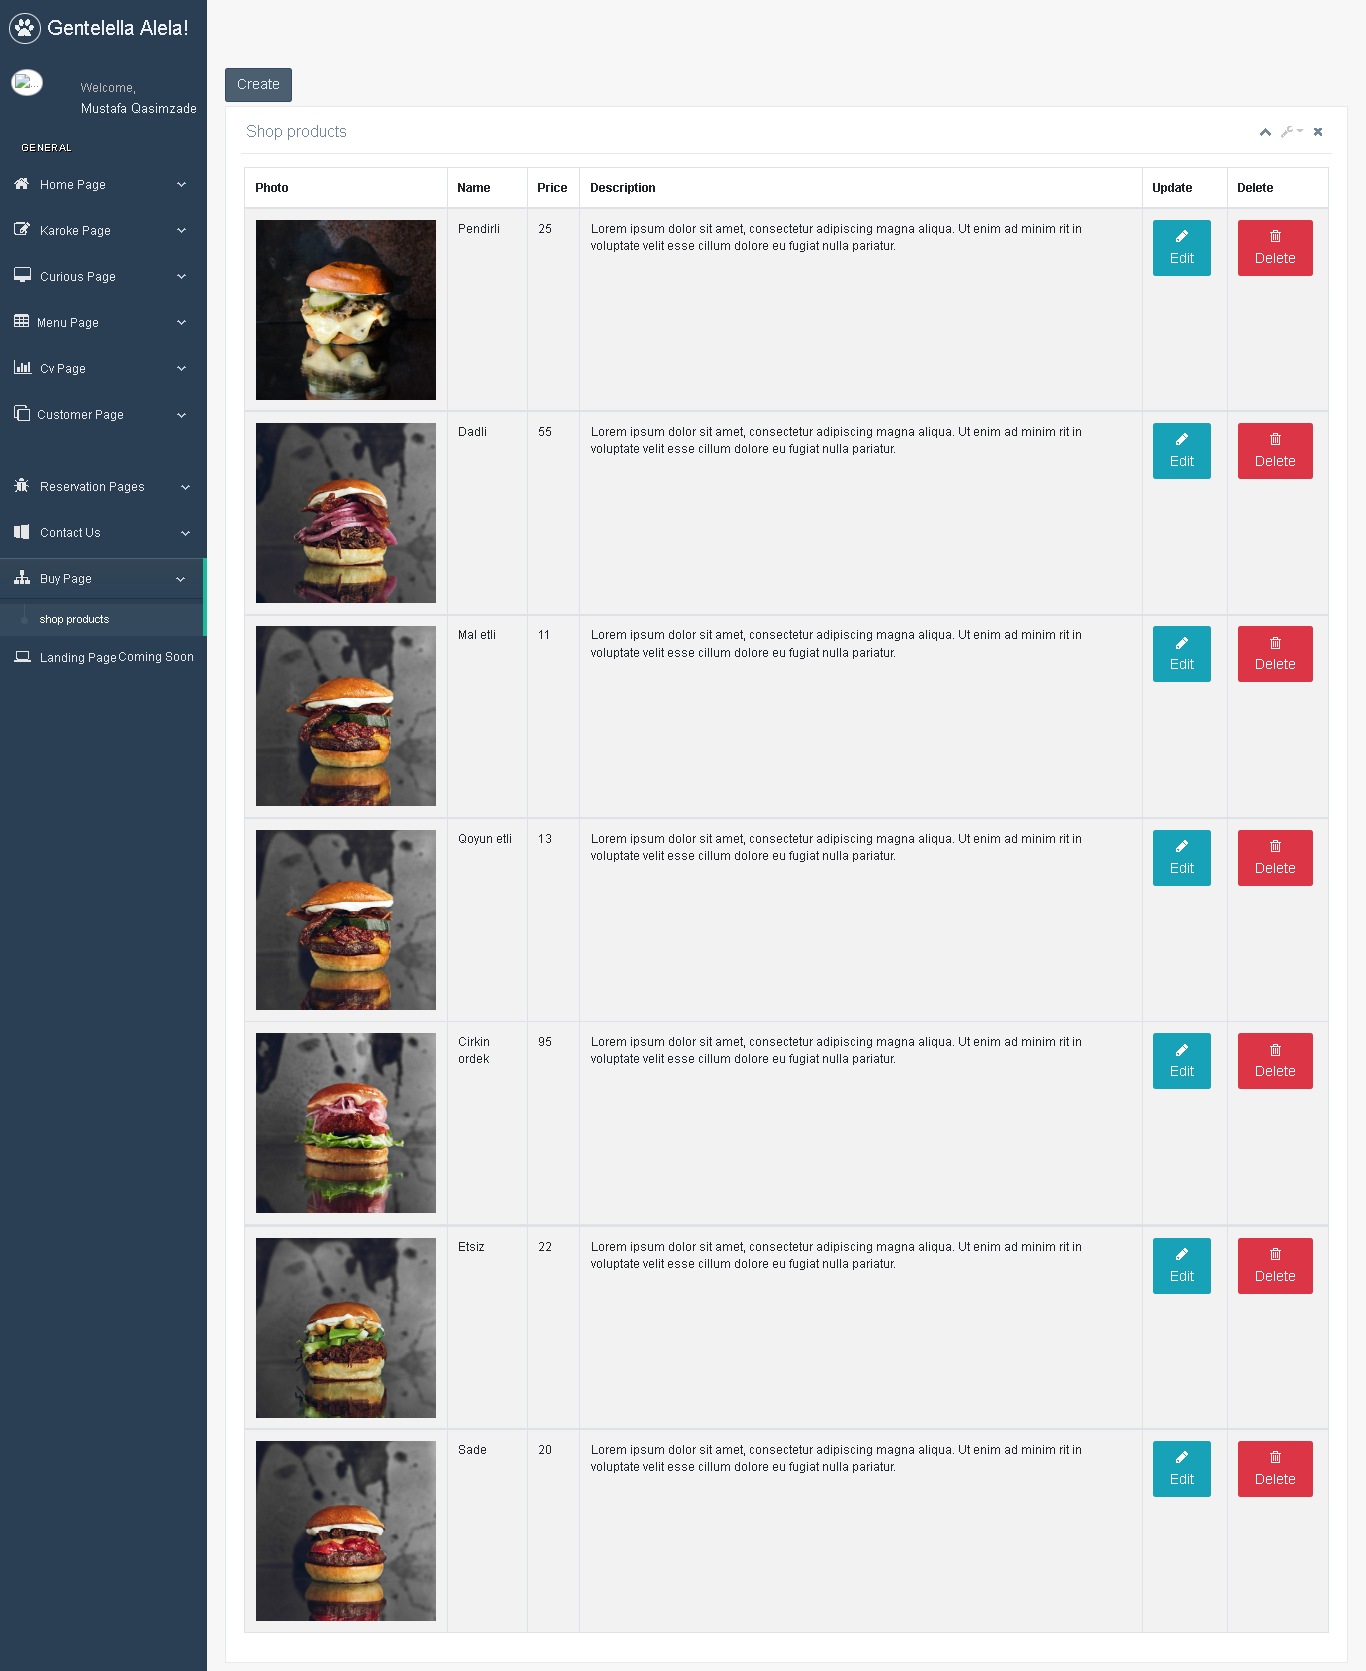 Gentelella Alela!
Welcome,
Mustafa Qasimzade
GENERAL
Home Page
Karoke Page
Curious Page
Menu Page
Cv Page
Customer Page
Reservation Pages
Contact Us
Buy Page
shop products
Landing Page Coming Soon
Create
Shop products
Photo Name Price Description Update Delete
Pendirli 25 Lorem ipsum dolor sit amet, consectetur adipiscing magna aliqua. Ut enim ad minim rit in
voluptate velit esse cillum dolore eu fugiat nulla pariatur.
Edit Delete
Dadli 55 Lorem ipsum dolor sit amet, consectetur adipiscing magna aliqua. Ut enim ad minim rit in
voluptate velit esse cillum dolore eu fugiat nulla pariatur.
Edit Delete
Mal etli 11 Lorem ipsum dolor sit amet, consectetur adipiscing magna aliqua. Ut enim ad minim rit in
voluptate velit esse cillum dolore eu fugiat nulla pariatur.
Edit Delete
Qoyun etli 13 Lorem ipsum dolor sit amet, consectetur adipiscing magna aliqua. Ut enim ad minim rit in
voluptate velit esse cillum dolore eu fugiat nulla pariatur.
Edit Delete
Cirkin 95 Lorem ipsum dolor sit amet, consectetur adipiscing magna aliqua. Ut enim ad minim rit in
ordek voluptate velit esse cillum dolore eu fugiat nulla pariatur.
Edit Delete
Etsiz 22 Lorem ipsum dolor sit amet, consectetur adipiscing magna aliqua. Ut enim ad minim rit in
voluptate velit esse cillum dolore eu fugiat nulla pariatur.
Edit Delete
Sade 20 Lorem ipsum dolor sit amet, consectetur adipiscing magna aliqua. Ut enim ad minim rit in
voluptate velit esse cillum dolore eu fugiat nulla pariatur.
Edit Delete